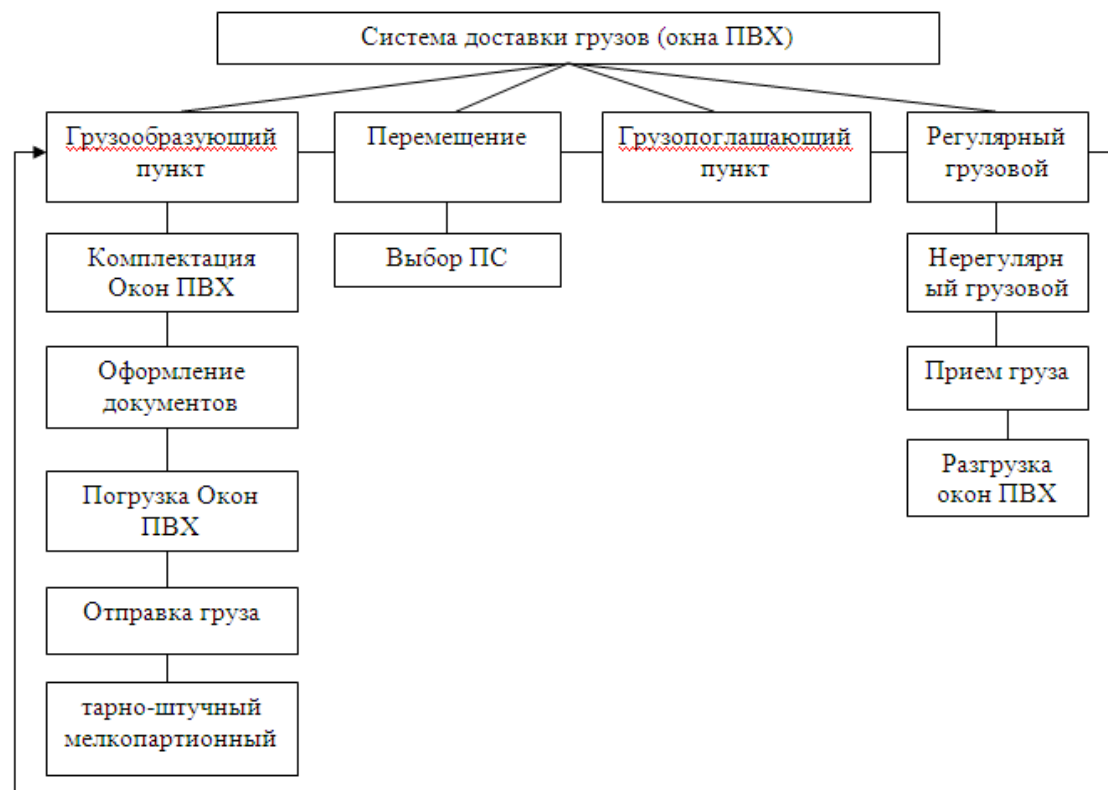 Система доставки грузов (окна ПВХ)
Грузообразующий
пункт
Перемещение
Грузопоглащающий
пункт
Регулярный
грузовой
Комплектация
Окон ПВХ
Выбор ПС
Нерегулярн
ый грузовой
Оформление
документов
Прием груза
Погрузка Окон
ПВХ
Разгрузка
окон ПВХ
Отправка груза
тарно-штучный
мелкопартионный